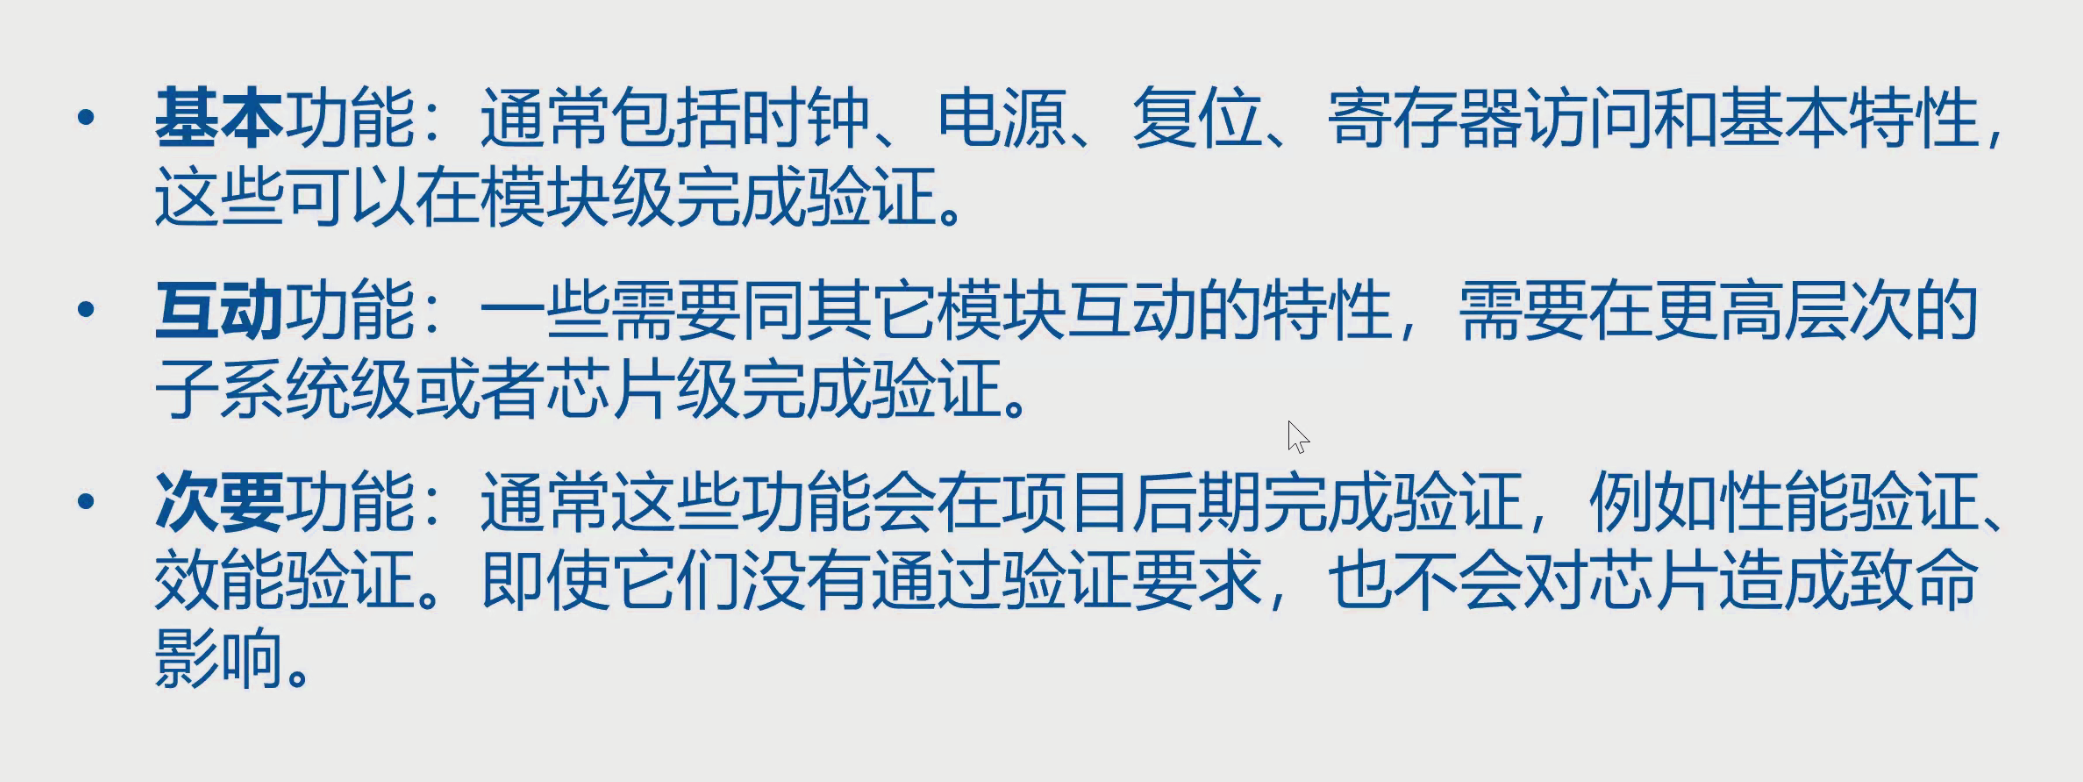 • 基本功能：通常包括时钟、电源、复位、寄存器访问和基本特性，
这些可以在模块级完成验证。
• 互动功能：一些需要同其它模块互动的特性，需要在更高层次的
子系统级或者芯片级完成验证。
• 次要功能：通常这些功能会在项目后期完成验证，例如性能验证、
效能验证。即使它们没有通过验证要求，也不会对芯片造成致命
影响。